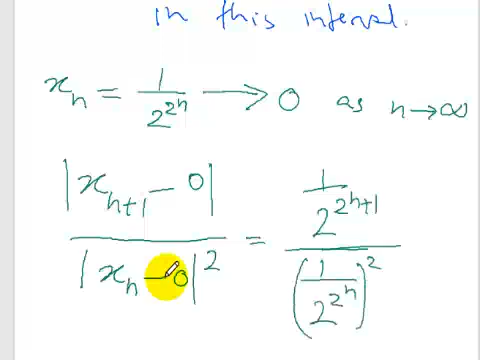 in this interval.
xₙ = 1/2^(2^n) → 0 as n→∞
|xₙ₊₁ − 0| / |xₙ − 0|² = (1/2^(2^(n+1))) / (1/2^(2^n))²